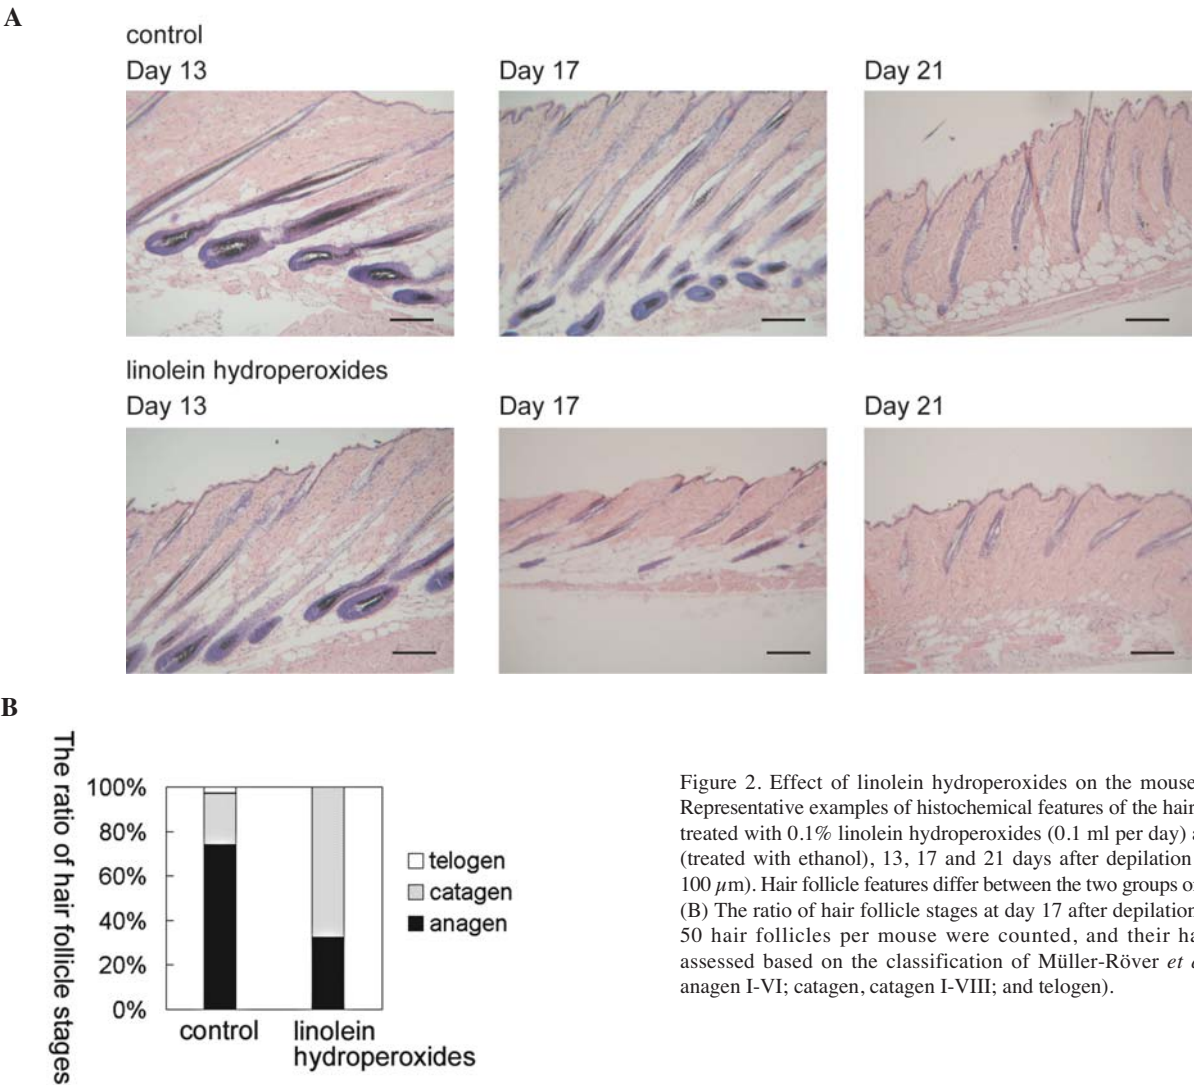 A
control
Day 13
Day 17
Day 21
linolein hydroperoxides
Day 13
Day 17
Day 21
B
The ratio of hair follicle stages
100%
80%
60%
40%
20%
0%
control
linolein
hydroperoxides
telogen
catagen
anagen
Figure 2. Effect of linolein hydroperoxides on the mouse
Representative examples of histochemical features of the hair
treated with 0.1% linolein hydroperoxides (0.1 ml per day)
(treated with ethanol), 13, 17 and 21 days after depilation
100 µm). Hair follicle features differ between the two groups
(B) The ratio of hair follicle stages at day 17 after depilation
50 hair follicles per mouse were counted, and their
assessed based on the classification of Müller-Röver et
anagen I-VI; catagen, catagen I-VIII; and telogen).